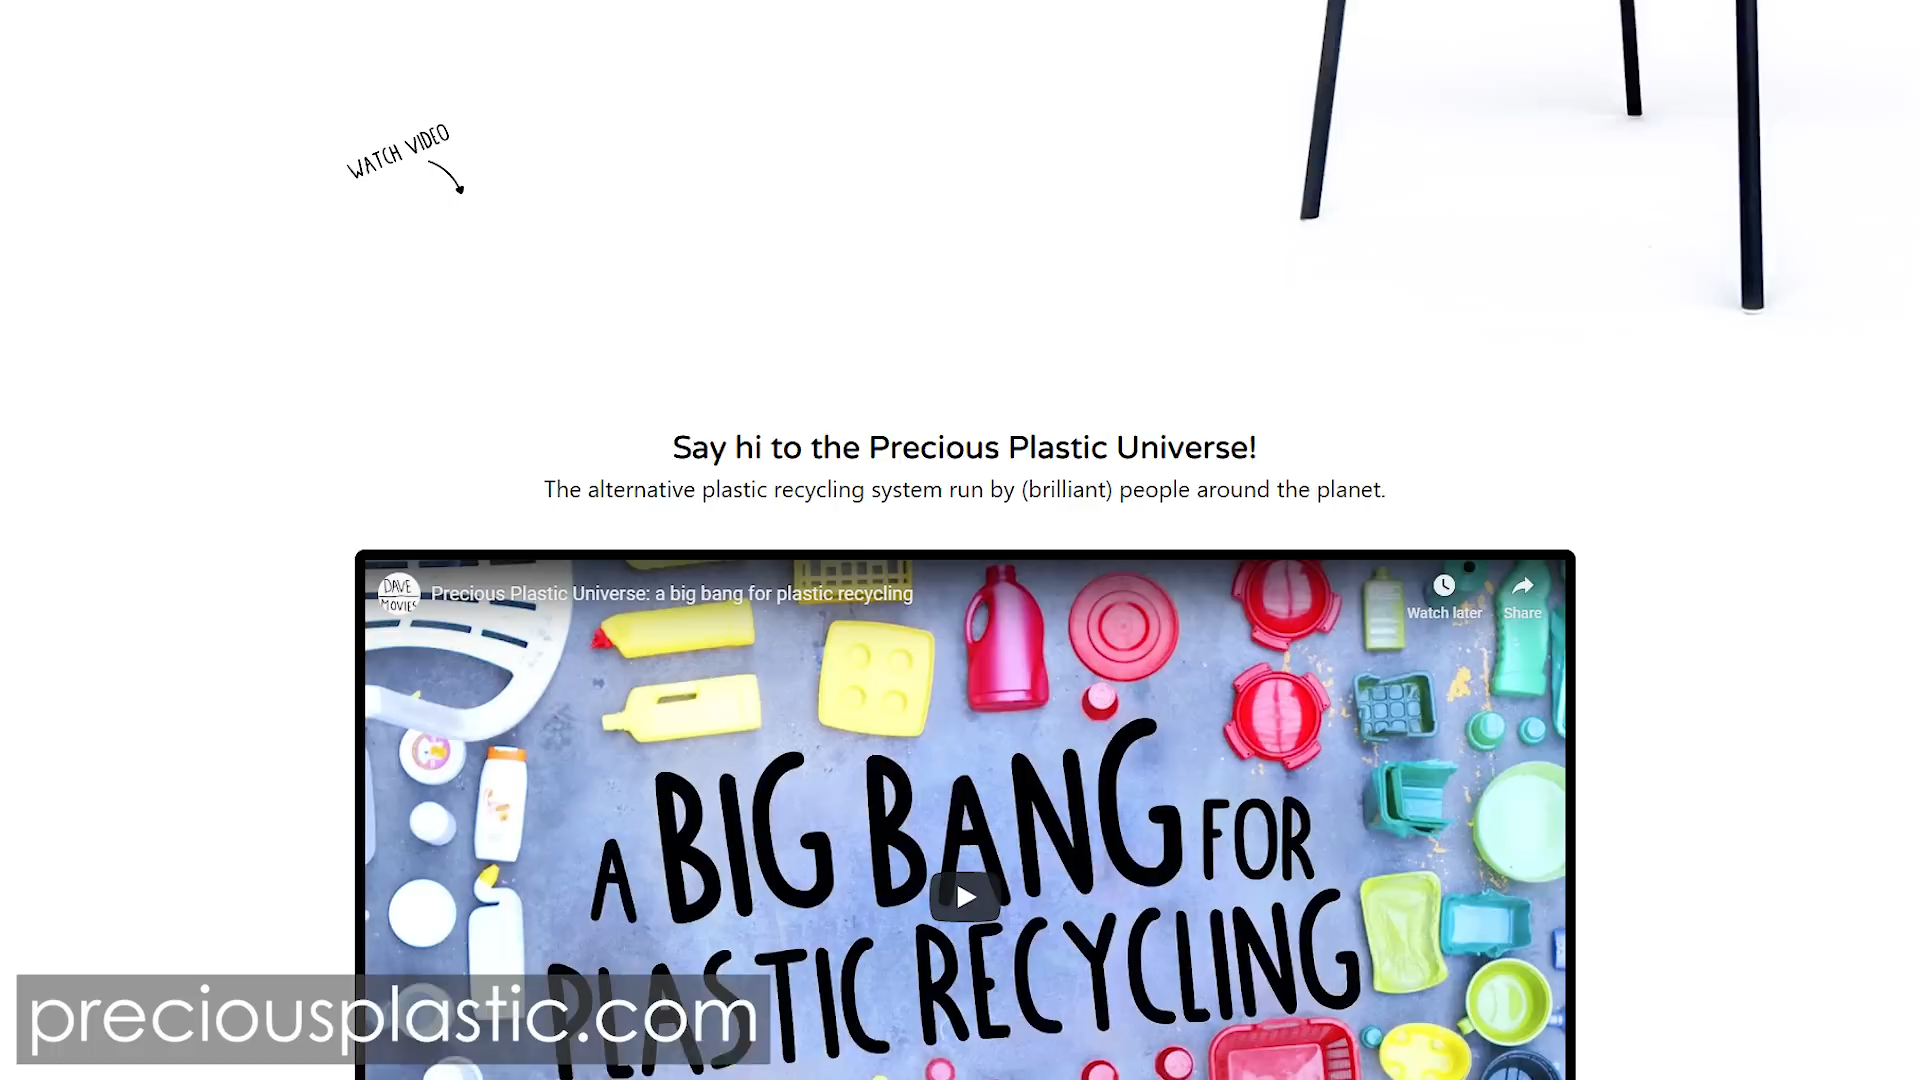 WATCH VIDEO
Say hi to the Precious Plastic Universe!
The alternative plastic recycling system run by (brilliant) people around the planet.
DAVE
MOVIES
Precious Plastic Universe: a big bang for plastic recycling
Watch later
Share
A BIG BANG FOR
PLASTIC RECYCLING
preciousplastic.com